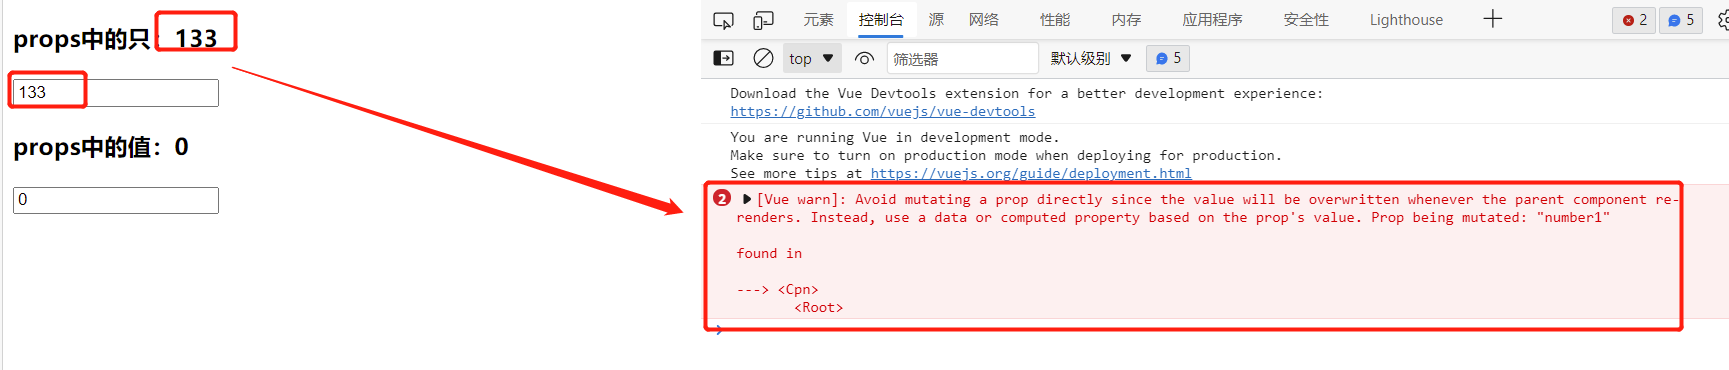 props中的只：133
133
props中的值：0
0
元素 控制台 源 网络 性能 内存 应用程序 安全性 Lighthouse 2 5
top 筛选器 默认级别 5
Download the Vue Devtools extension for a better development experience:
https://github.com/vuejs/vue-devtools
You are running Vue in development mode.
Make sure to turn on production mode when deploying for production.
See more tips at https://vuejs.org/guide/deployment.html
2 [Vue warn]: Avoid mutating a prop directly since the value will be overwritten whenever the parent component re-
renders. Instead, use a data or computed property based on the prop's value. Prop being mutated: "number1"
found in
---> <Cpn>
<Root>